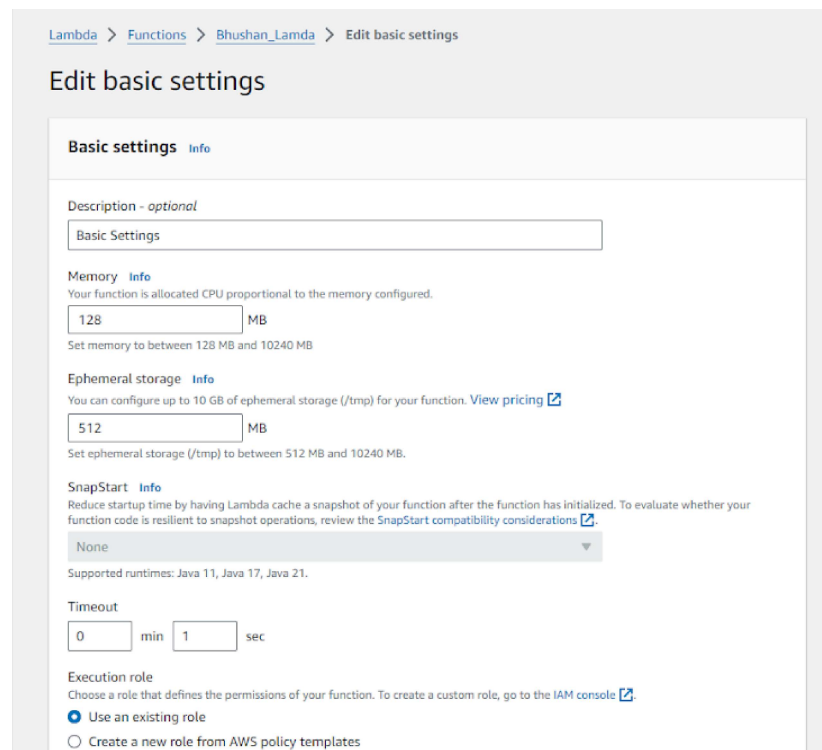 Lambda > Functions > Bhushan_Lamda > Edit basic settings
Edit basic settings
Basic settings Info
Description - optional
Basic Settings
Memory Info
Your function is allocated CPU proportional to the memory configured.
128 MB
Set memory to between 128 MB and 10240 MB
Ephemeral storage Info
You can configure up to 10 GB of ephemeral storage (/tmp) for your function. View pricing
512 MB
Set ephemeral storage (/tmp) to between 512 MB and 10240 MB.
SnapStart Info
Reduce startup time by having Lambda cache a snapshot of your function after the function has initialized. To evaluate whether your
function code is resilient to snapshot operations, review the SnapStart compatibility considerations.
None
Supported runtimes: Java 11, Java 17, Java 21.
Timeout
0 min 1 sec
Execution role
Choose a role that defines the permissions of your function. To create a custom role, go to the IAM console.
Use an existing role
Create a new role from AWS policy templates